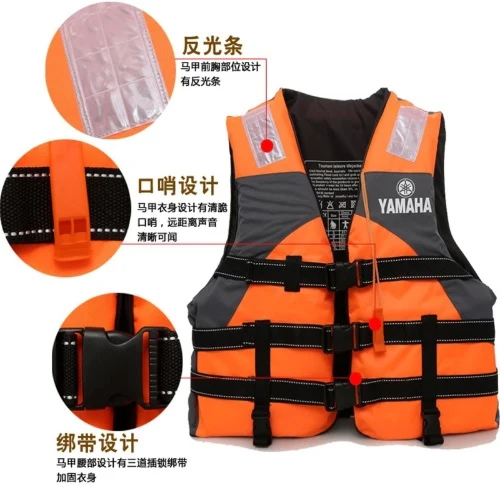 反光条
马甲前胸部位设计
有反光条
口哨设计
马甲衣身设计有清脆
口哨,远距离声音
清晰可闻
绑带设计
马甲腰部设计有三道插锁绑带
加固衣身
YAMAHA